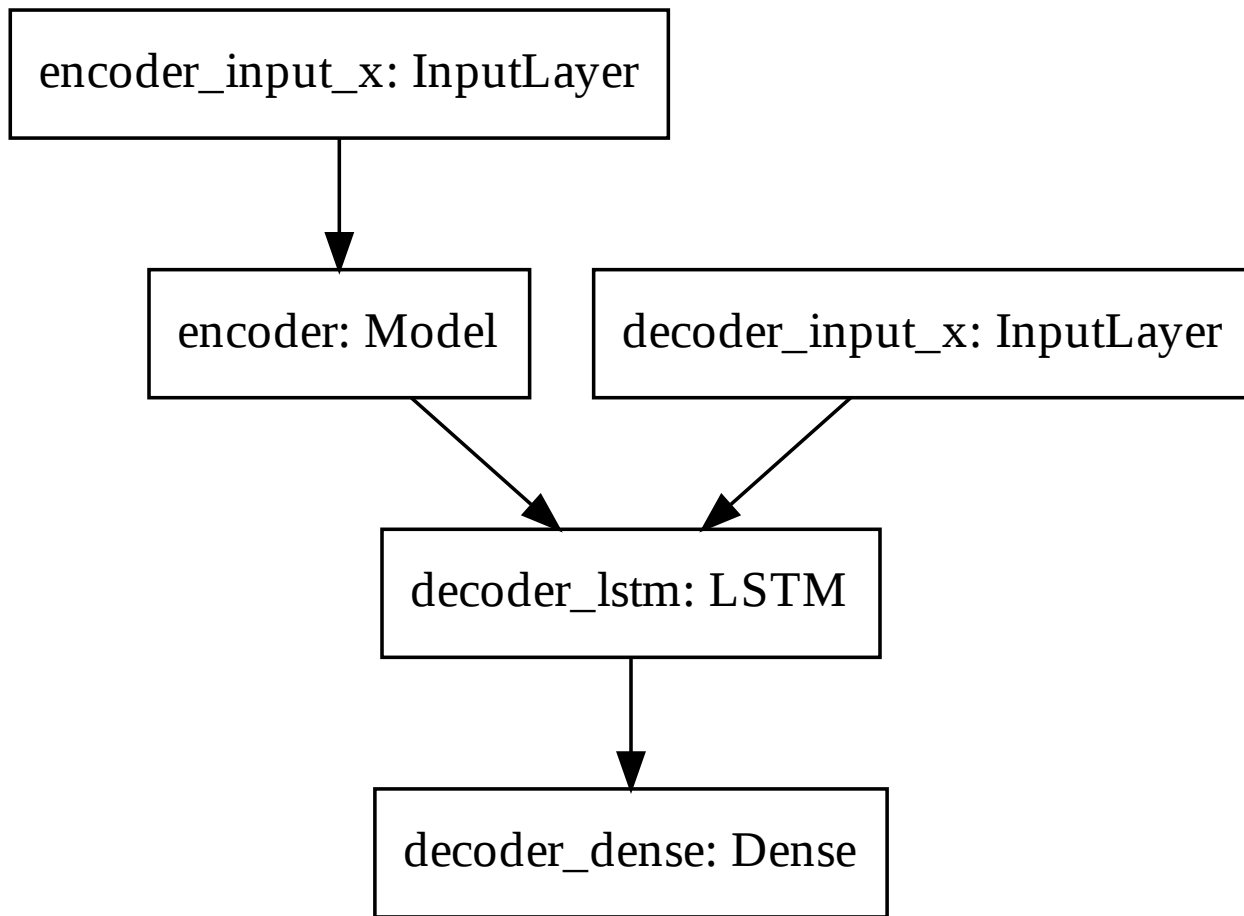 encoder_input_x: InputLayer
encoder: Model
decoder_input_x: InputLayer
decoder_lstm: LSTM
decoder_dense: Dense